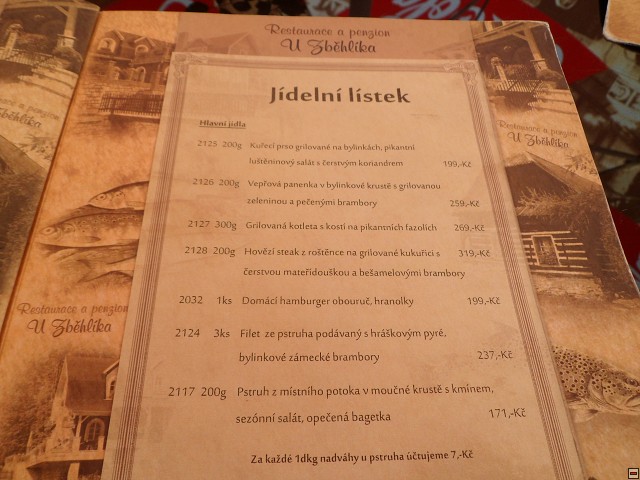 Restaurace a penzion
U Zběhlíka
Jídelní lístek
Hlavní jídla
2125 200g Kuřecí prso grilované na bylinkách, pikantní
luštěninový salát s čerstvým koriandrem 199,-Kč
2126 200g Vepřová panenka v bylinkové krustě s grilovanou
zeleninou a pečenými brambory 259,-Kč
2127 300g Grilovaná kotleta s kostí na pikantních fazolích 269,-Kč
2128 200g Hovězí steak z roštěnce na grilované kukuřici s 319,-Kč
čerstvou mateřídouškou a bešamelovými brambory
2032 1ks Domácí hamburger obouruč, hranolky 199,-Kč
2124 3ks Filet ze pstruha podávaný s hráškovým pyré,
bylinkové zámecké brambory 237,-Kč
2117 200g Pstruh z místního potoka v moučné krustě s kmínem,
sezónní salát, opečená bagetka 171,-Kč
Za každé 1dkg nadváhy u pstruha účtujeme 7,-Kč
Restaurace a penzion
U Zběhlíka
Restaurace a penzion
U Zběhlíka
Zběhlíka